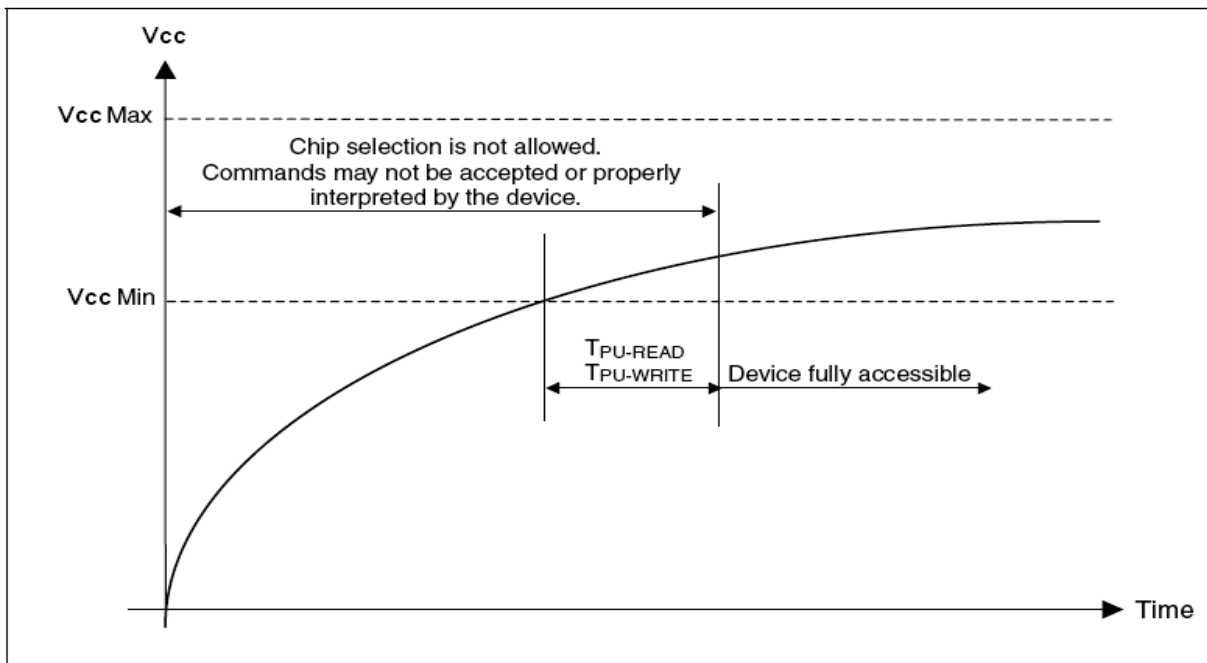 Vcc
Vcc Max
Chip selection is not allowed.
Commands may not be accepted or properly
interpreted by the device.
Vcc Min
TPU-READ
TPU-WRITE
Device fully accessible
Time